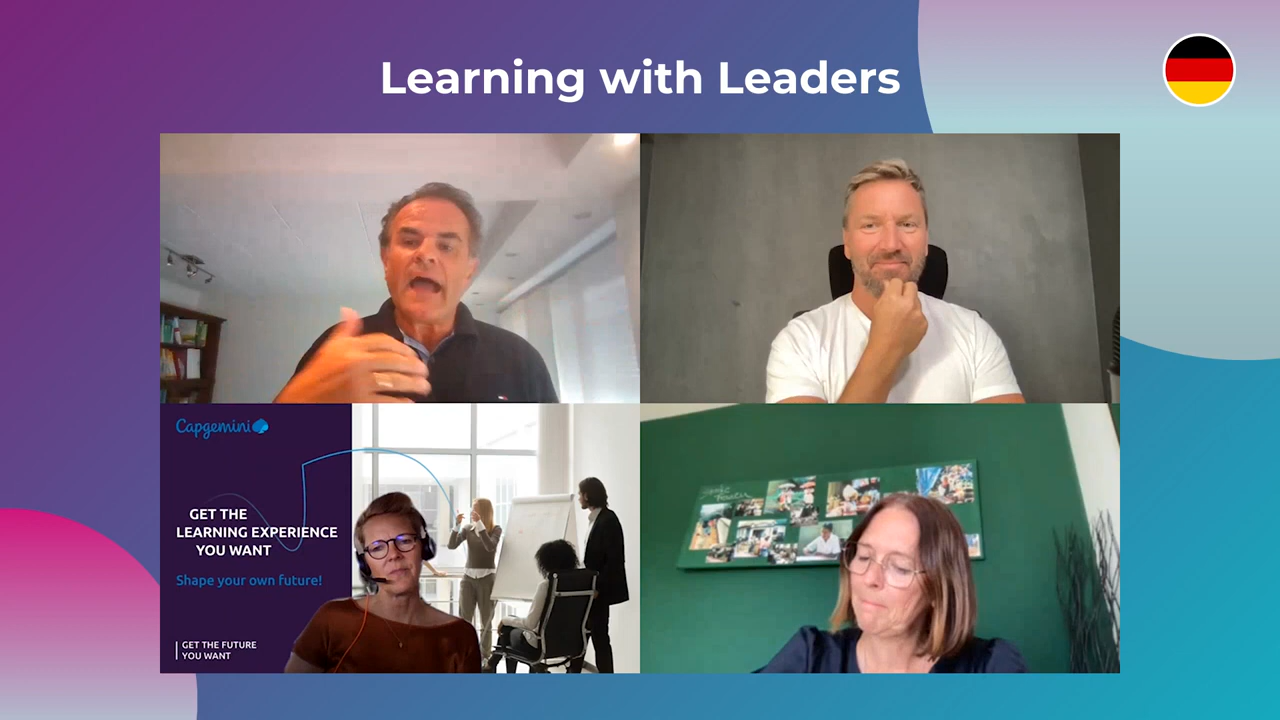 Learning with Leaders
Capgemini
GET THE
LEARNING EXPERIENCE
YOU WANT
Shape your own future!
GET THE FUTURE
YOU WANT